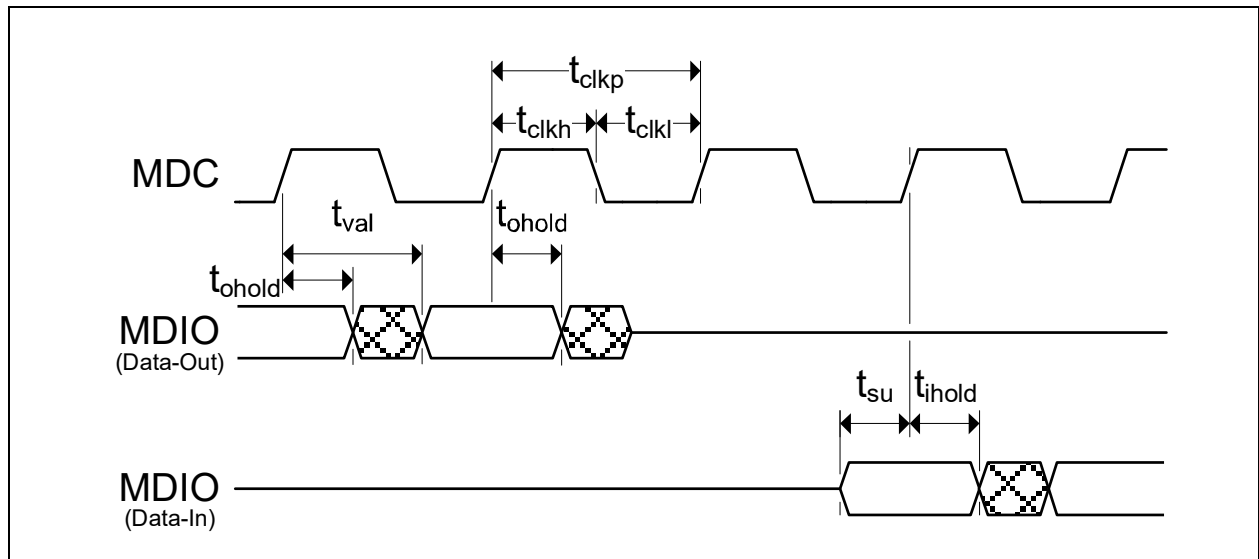 tclkp
tclkh
tclkl
MDC
tval
tohold
tohold
MDIO
(Data-Out)
tsu
tihold
MDIO
(Data-In)